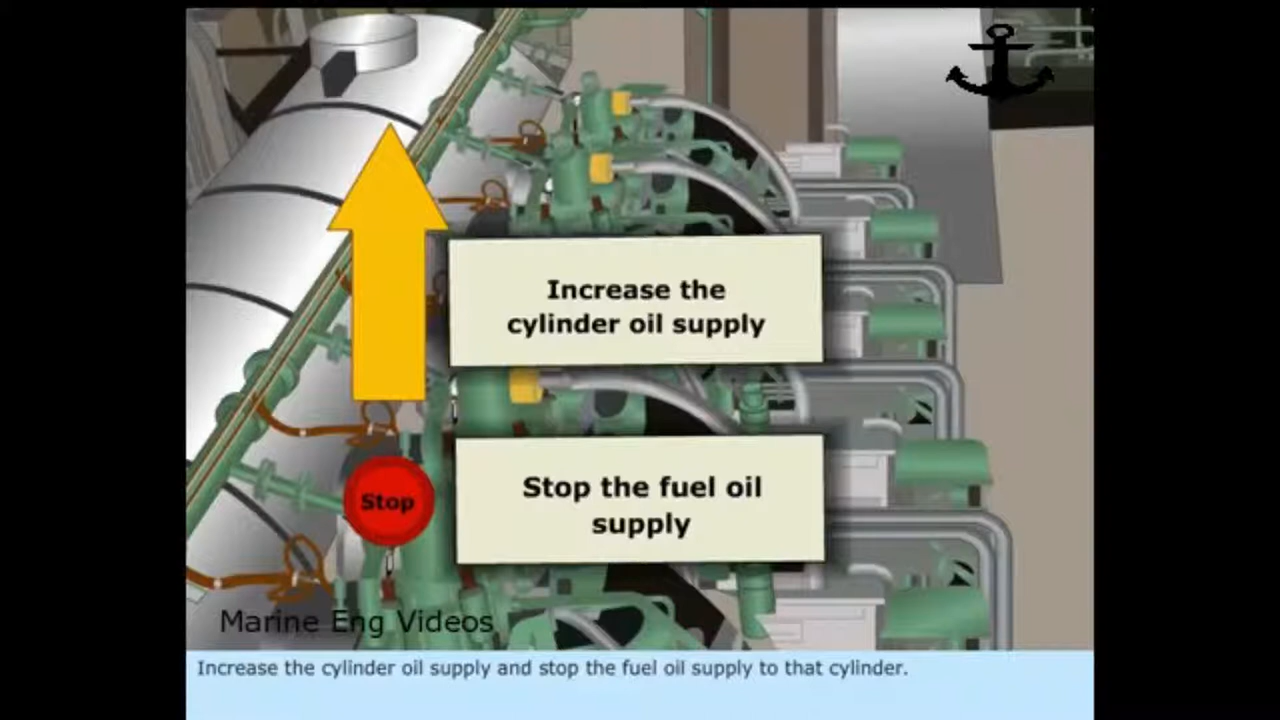 Increase the
cylinder oil supply
Stop
Stop the fuel oil
supply
Marine Eng Videos
Increase the cylinder oil supply and stop the fuel oil supply to that cylinder.